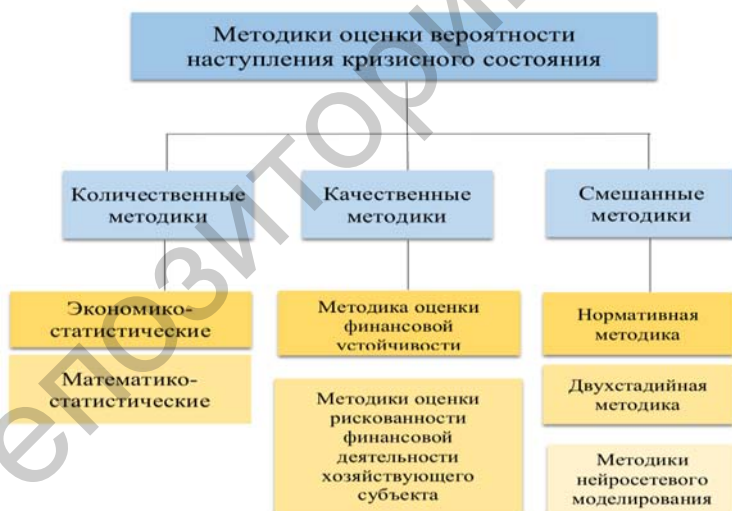 Методики оценки вероятности
наступления кризисного состояния
Количественные
методики
Качественные
методики
Смешанные
методики
Экономико-
статистические
Математико-
статистические
Методика оценки
финансовой
устойчивости
Методики оценки
рискованности
финансовой
деятельности
хозяйствующего
субъекта
Нормативная
методика
Двухстадийная
методика
Методики
нейросетевого
моделирования